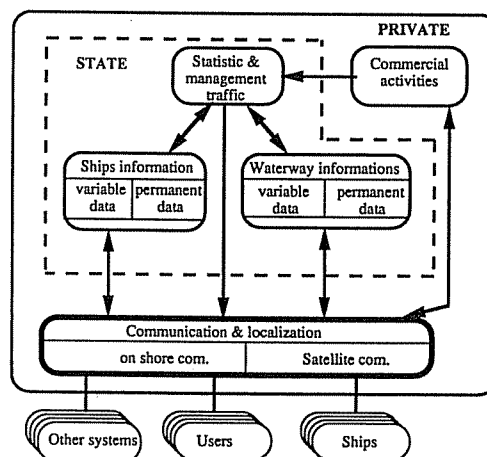 PRIVATE
STATE
Statistic &
management
traffic
Commercial
activities
Ships information
variable
data
permanent
data
Waterway informations
variable
data
permanent
data
Communication & localization
on shore com.
Satellite com.
Other systems
Users
Ships